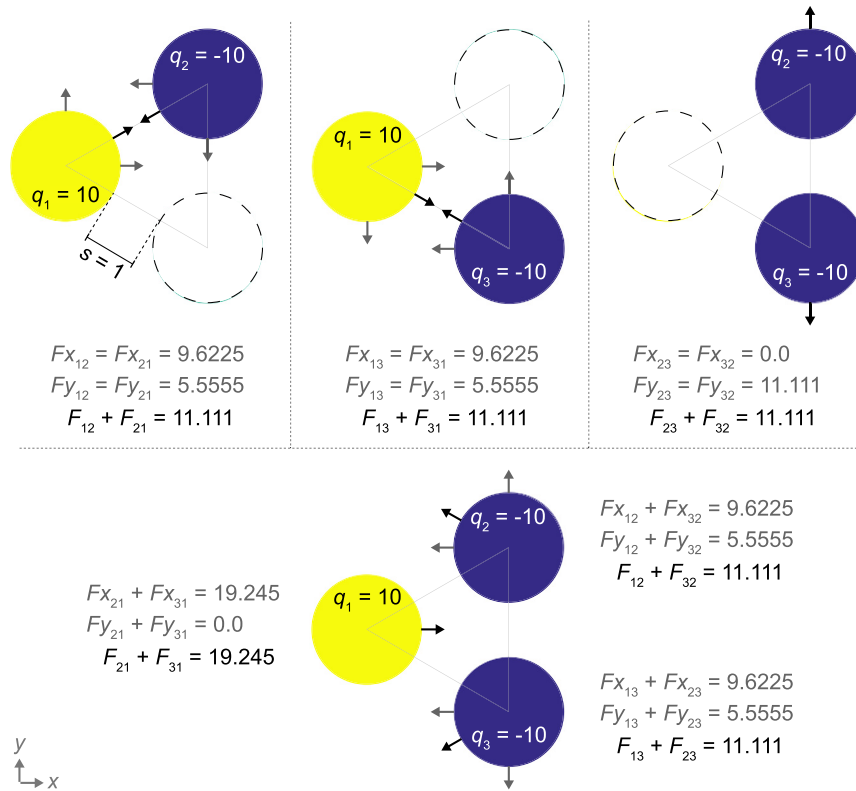 q₂ = -10
q₁ = 10
s = 1
Fx₁₂ = Fx₂₁ = 9.6225
Fy₁₂ = Fy₂₁ = 5.5555
F₁₂ + F₂₁ = 11.111
q₁ = 10
q₃ = -10
Fx₁₃ = Fx₃₁ = 9.6225
Fy₁₃ = Fy₃₁ = 5.5555
F₁₃ + F₃₁ = 11.111
q₂ = -10
q₃ = -10
Fx₂₃ = Fx₃₂ = 0.0
Fy₂₃ = Fy₃₂ = 11.111
F₂₃ + F₃₂ = 11.111
q₂ = -10
q₁ = 10
q₃ = -10
Fx₂₁ + Fx₃₁ = 19.245
Fy₂₁ + Fy₃₁ = 0.0
F₂₁ + F₃₁ = 19.245
Fx₁₂ + Fx₃₂ = 9.6225
Fy₁₂ + Fy₃₂ = 5.5555
F₁₂ + F₃₂ = 11.111
Fx₁₃ + Fx₂₃ = 9.6225
Fy₁₃ + Fy₂₃ = 5.5555
F₁₃ + F₂₃ = 11.111
y
x